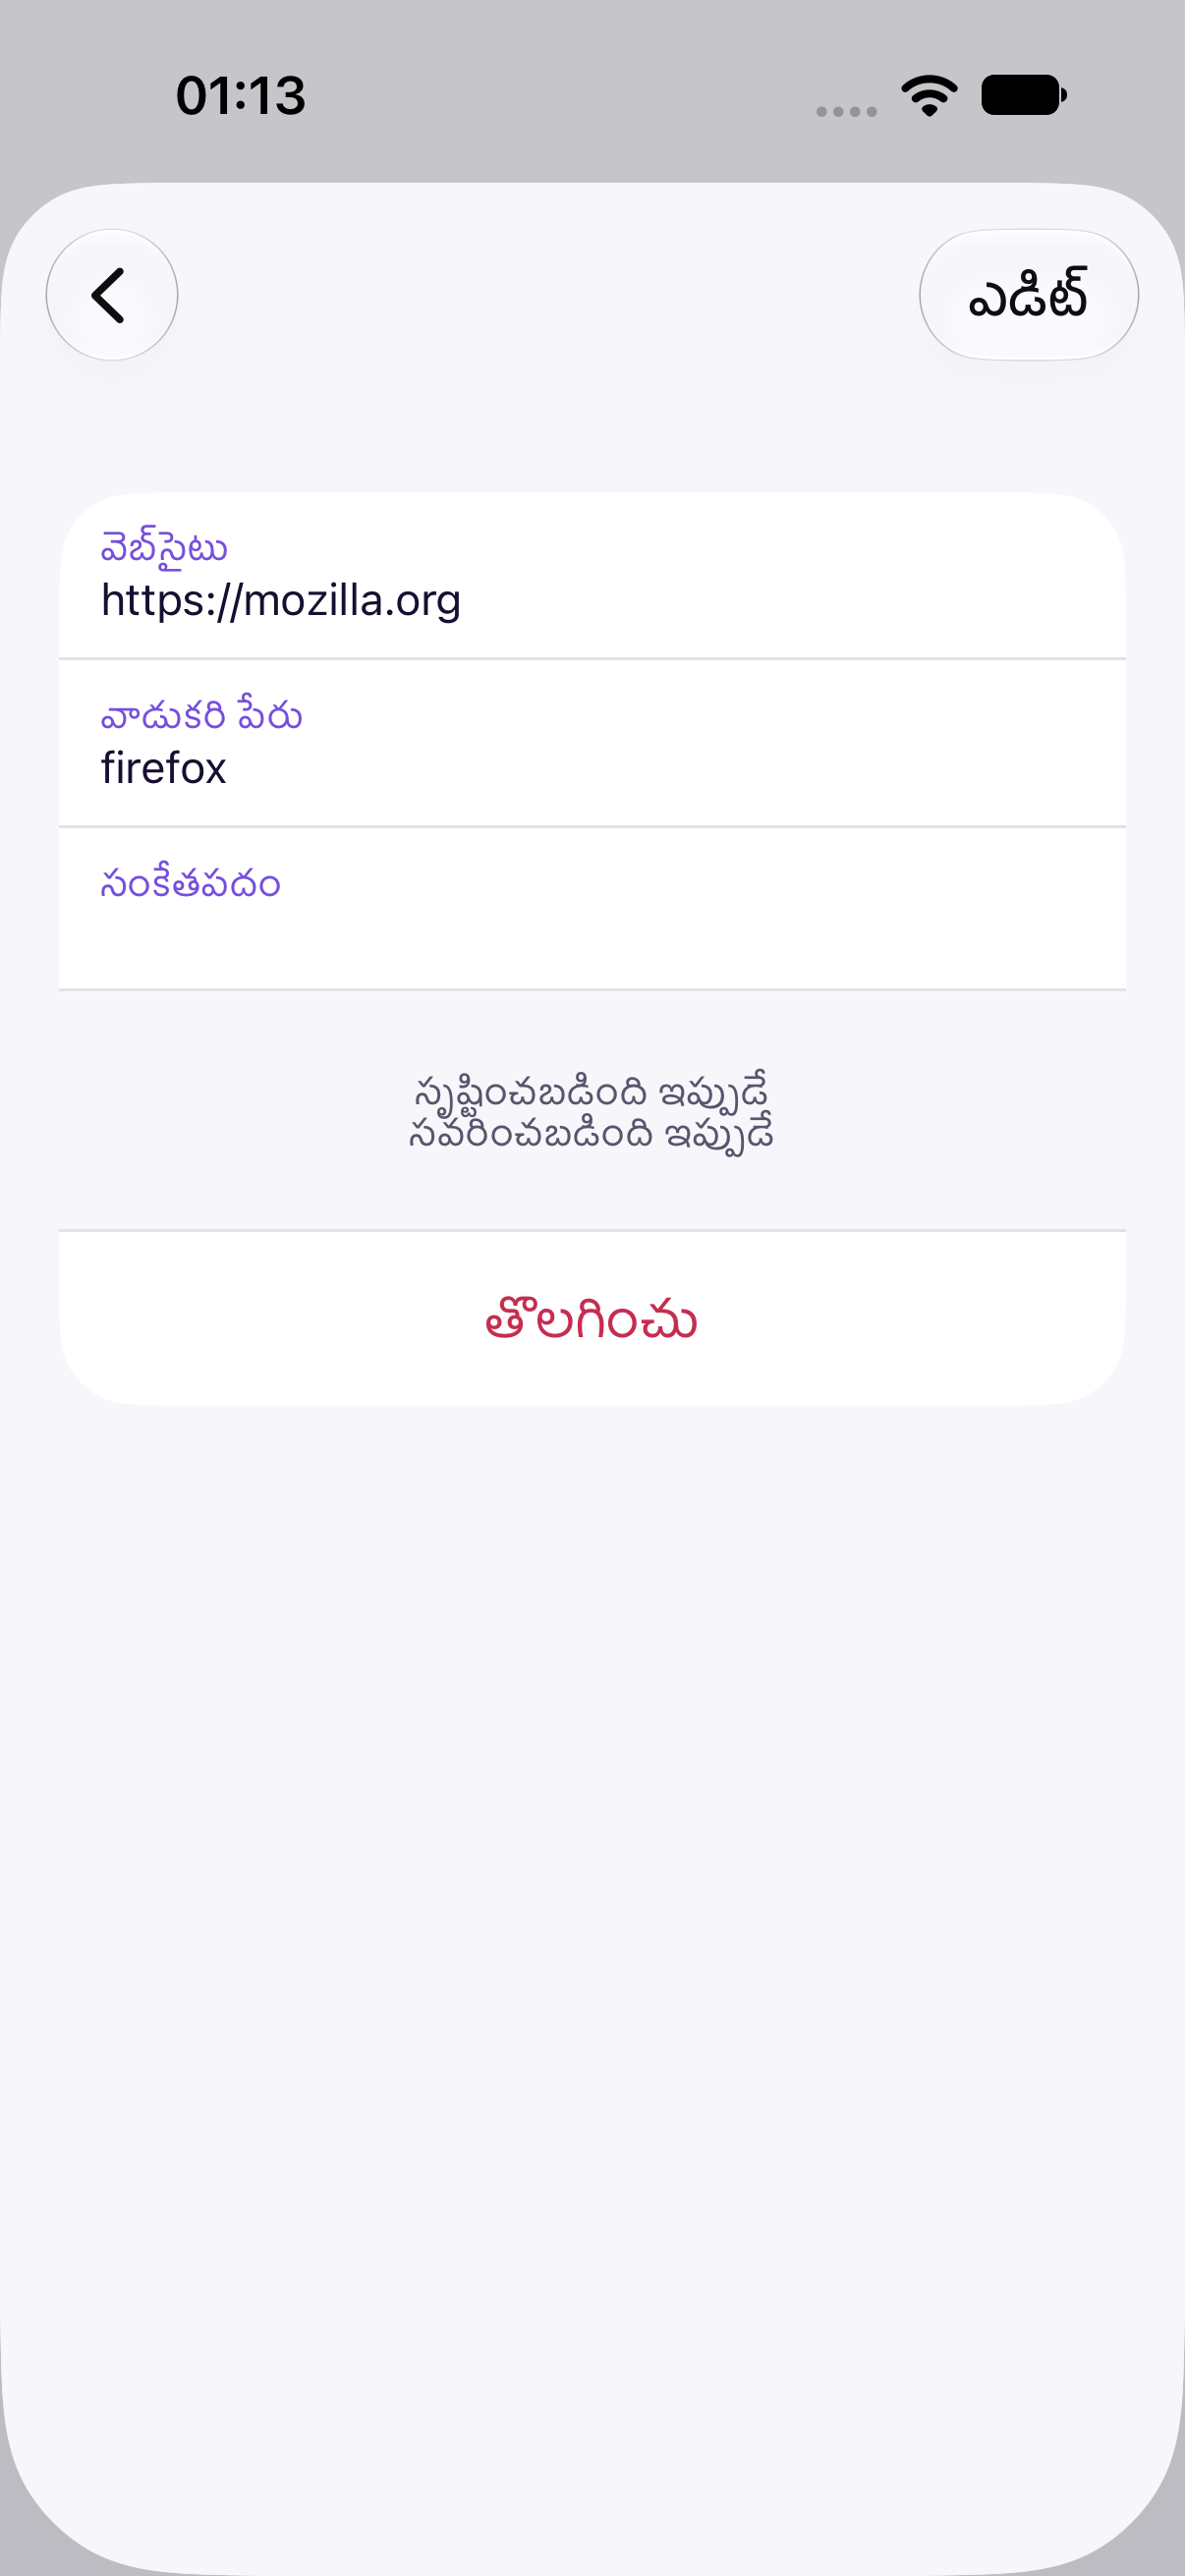 01:13
ఎడిట్
వెబ్‌సైటు
https://mozilla.org
వాడుకరి పేరు
firefox
సంకేతపదం
సృష్టించబడింది ఇప్పుడే
సవరించబడింది ఇప్పుడే
తొలగించు